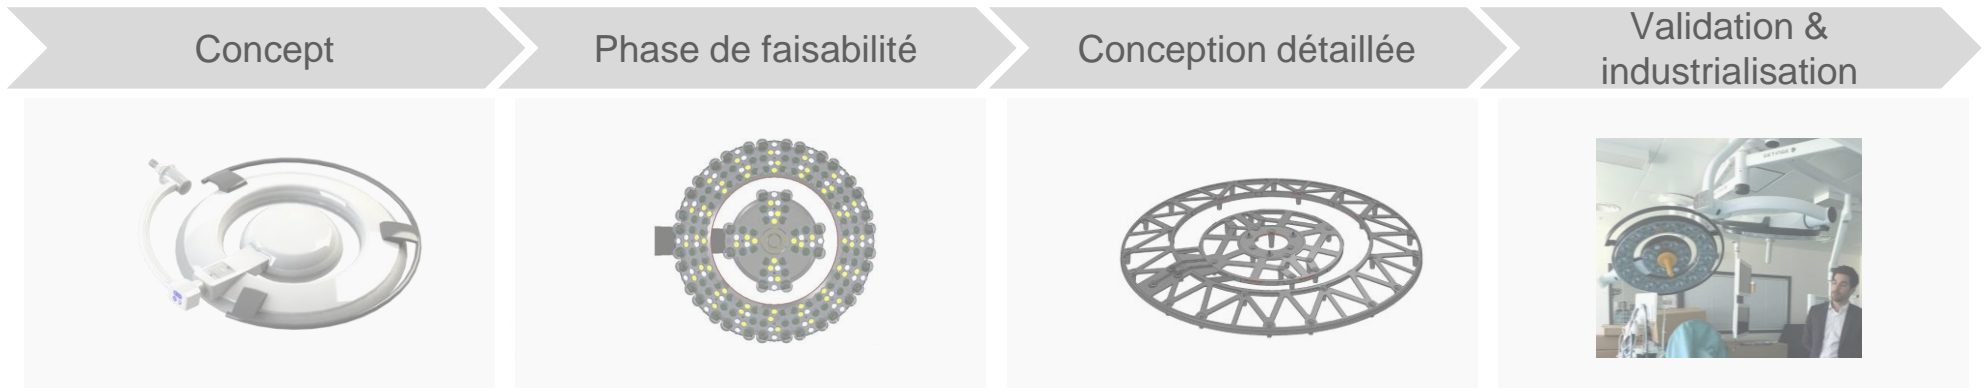 Concept
Phase de faisabilité
Conception détaillée
Validation &
industrialisation